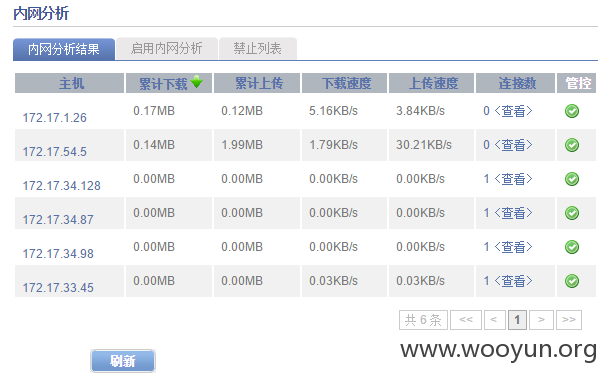 内网分析
内网分析结果 启用内网分析 禁止列表
主机 累计下载 累计上传 下载速度 上传速度 连接数 管控
172.17.1.26 0.17MB 0.12MB 5.16KB/s 3.84KB/s 0 <查看>
172.17.54.5 0.14MB 1.99MB 1.79KB/s 30.21KB/s 0 <查看>
172.17.34.128 0.00MB 0.00MB 0.00KB/s 0.00KB/s 1 <查看>
172.17.34.87 0.00MB 0.00MB 0.00KB/s 0.00KB/s 1 <查看>
172.17.34.98 0.00MB 0.00MB 0.00KB/s 0.00KB/s 1 <查看>
172.17.33.45 0.00MB 0.00MB 0.03KB/s 0.03KB/s 1 <查看>
共 6 条 << < 1 > >>
www.wooyun.org
刷新